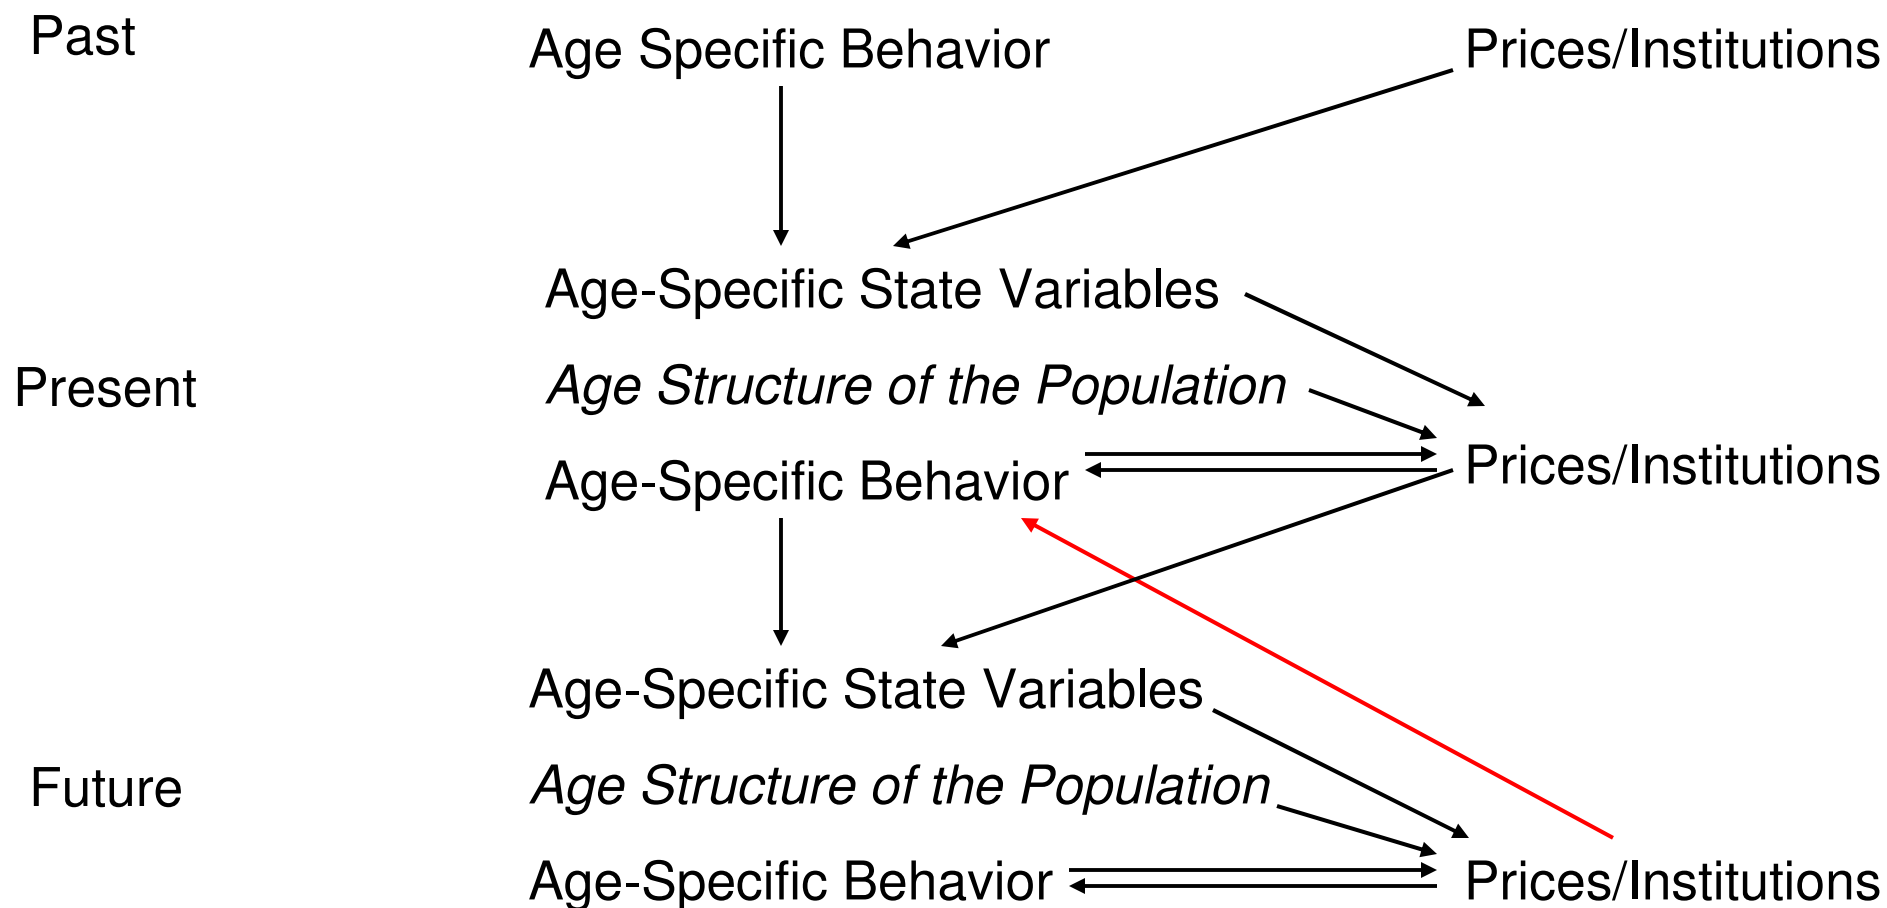 Past
Age Specific Behavior
Prices/Institutions
Age-Specific State Variables
Present
Age Structure of the Population
Age-Specific Behavior
Prices/Institutions
Age-Specific State Variables
Future
Age Structure of the Population
Age-Specific Behavior
Prices/Institutions